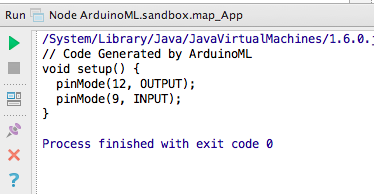 Run Node ArduinoML.sandbox.map_App
/System/Library/Java/JavaVirtualMachines/1.6.0.
// Code Generated by ArduinoML
void setup() {
  pinMode(12, OUTPUT);
  pinMode(9, INPUT);
}
Process finished with exit code 0